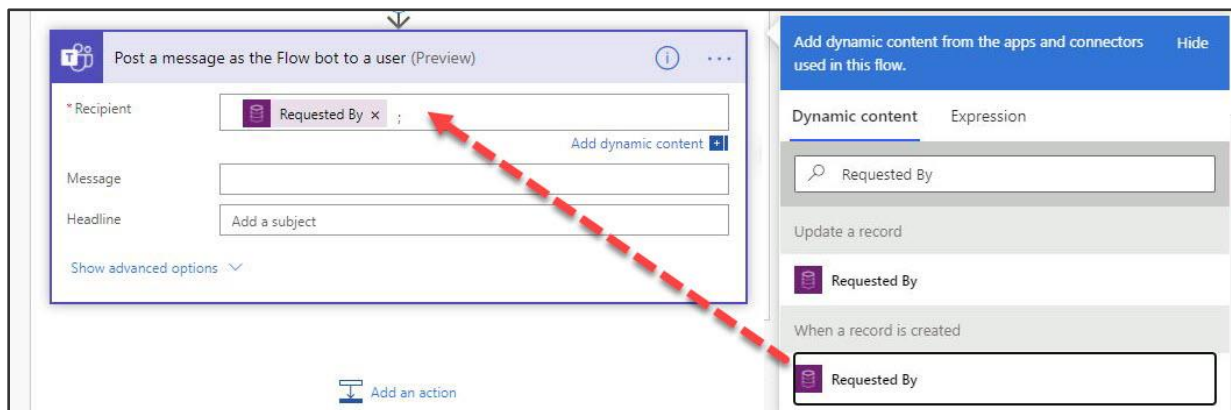 Post a message as the Flow bot to a user (Preview)
* Recipient
Requested By × ;
Add dynamic content
Message
Headline
Add a subject
Show advanced options
Add an action
Add dynamic content from the apps and connectors
used in this flow.
Hide
Dynamic content
Expression
Requested By
Update a record
Requested By
When a record is created
Requested By